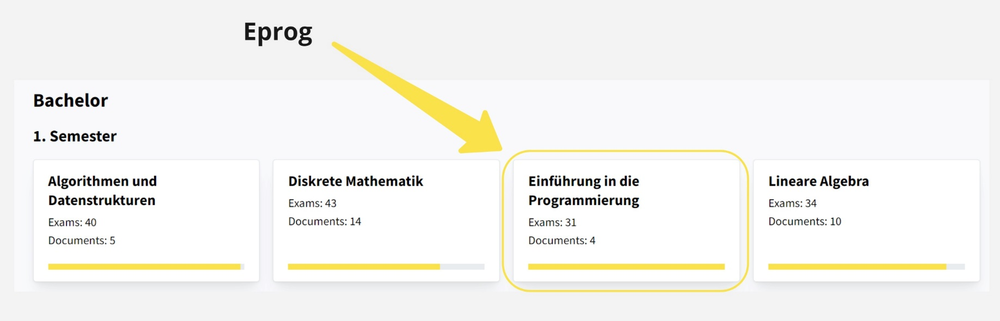 Eprog
Bachelor
1. Semester
Algorithmen und
Datenstrukturen
Exams: 40
Documents: 5
Diskrete Mathematik
Exams: 43
Documents: 14
Einführung in die
Programmierung
Exams: 31
Documents: 4
Lineare Algebra
Exams: 34
Documents: 10